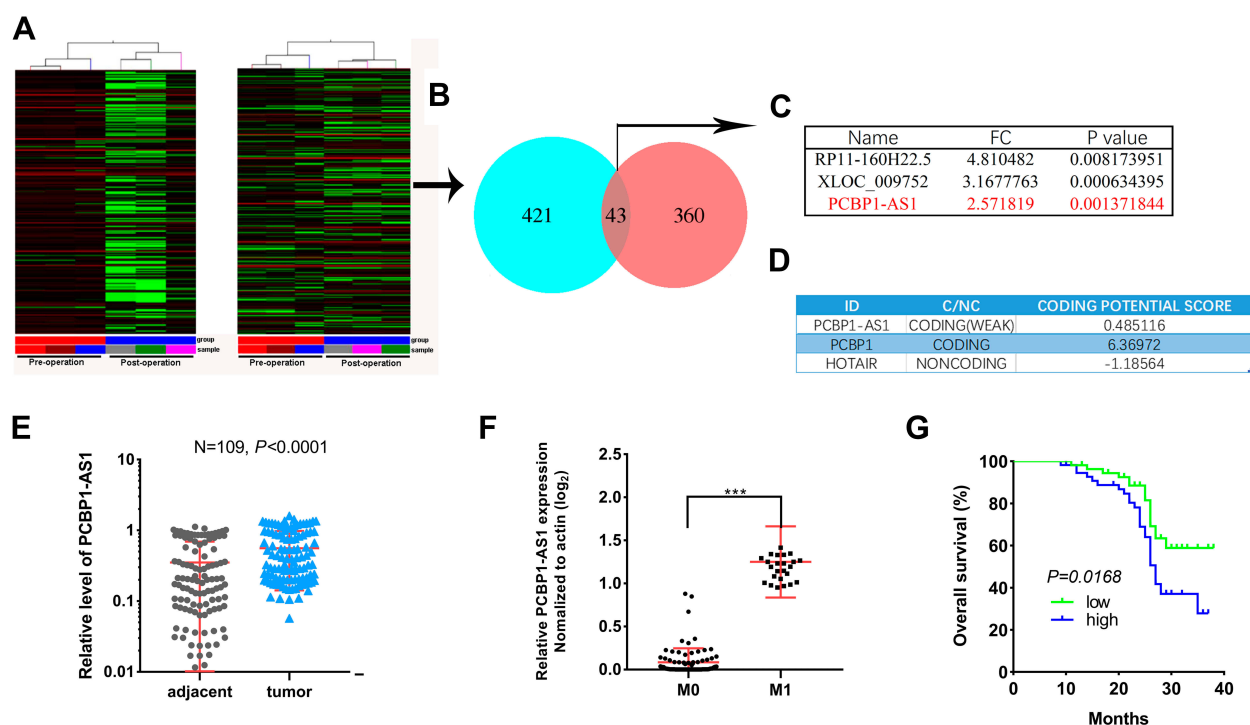 A
group
sample
Pre-operation
Post-operation
group
sample
Pre-operation
Post-operation
B
421
43
360
C
Name FC P value
RP11-160H22.5 4.810482 0.008173951
XLOC_009752 3.1677763 0.000634395
PCBP1-AS1 2.571819 0.001371844
D
ID C/NC CODING POTENTIAL SCORE
PCBP1-AS1 CODING(WEAK) 0.485116
PCBP1 CODING 6.36972
HOTAIR NONCODING -1.18564
E
N=109, P<0.0001
Relative level of PCBP1-AS1
10
1
0.1
0.01
adjacent tumor
F
Relative PCBP1-AS1 expression
Nomalized to actin (log2)
2.5
2.0
1.5
1.0
0.5
0.0
***
M0 M1
G
Overall survival (%)
100
80
60
40
20
0
P=0.0168
low
high
0 10 20 30 40
Months